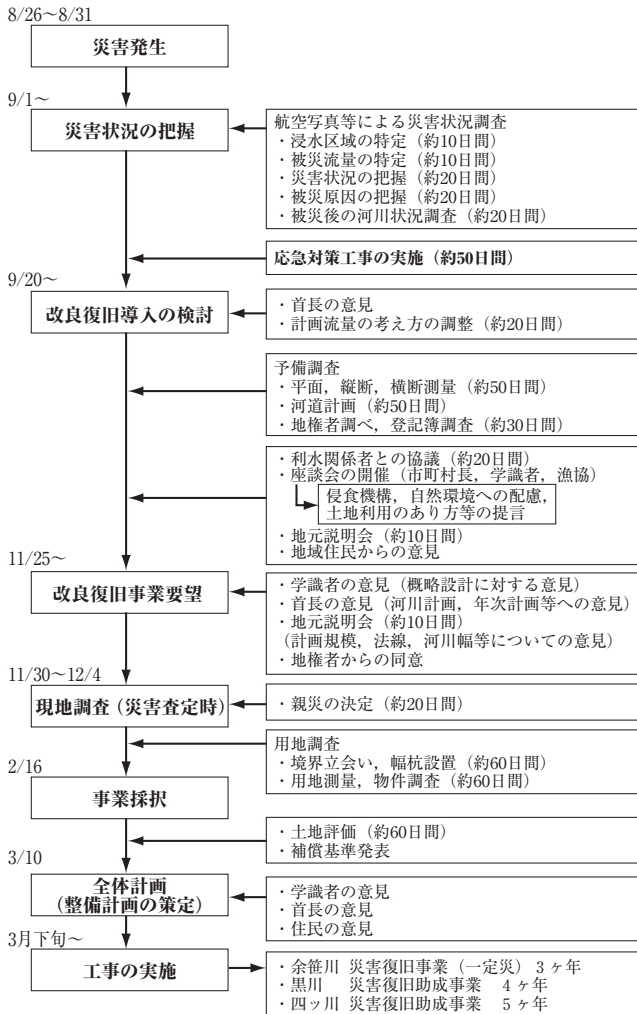 8/26～8/31
災害発生
9/1～
災害状況の把握
航空写真等による災害状況調査
・浸水区域の特定（約10日間）
・被災流量の特定（約10日間）
・災害状況の把握（約20日間）
・被災原因の把握（約20日間）
・被災後の河川状況調査（約20日間）
応急対策工事の実施（約50日間）
9/20～
改良復旧導入の検討
・首長の意見
・計画流量の考え方の調整（約20日間）
予備調査
・平面，縦断，横断測量（約50日間）
・河道計画（約50日間）
・地権者調べ，登記簿調査（約30日間）
・利水関係者との協議（約20日間）
・座談会の開催（市町村長，学識者，漁協）
侵食機構，自然環境への配慮，
土地利用のあり方等の提言
・地元説明会（約10日間）
・地域住民からの意見
11/25～
改良復旧事業要望
・学識者の意見（概略設計に対する意見）
・首長の意見（河川計画，年次計画等への意見）
・地元説明会（約10日間）
（計画規模，法線，河川幅等についての意見）
・地権者からの同意
11/30～12/4
現地調査（災害査定時）
・親災の決定（約20日間）
用地調査
・境界立会い，幅杭設置（約60日間）
・用地測量，物件調査（約60日間）
2/16
事業採択
・土地評価（約60日間）
・補償基準発表
3/10
全体計画
（整備計画の策定）
・学識者の意見
・首長の意見
・住民の意見
3月下旬～
工事の実施
・余笹川 災害復旧事業（一定災）3ヶ年
・黒川 災害復旧助成事業 4ヶ年
・四ッ川 災害復旧助成事業 5ヶ年